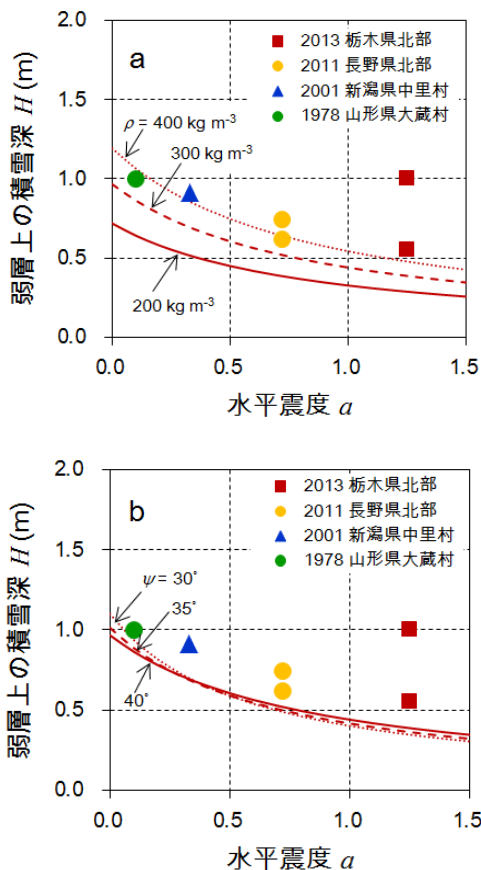 2.0
1.5
1.0
0.5
0.0
弱層上の積雪深 H (m)
a
2013 栃木県北部
2011 長野県北部
2001 新潟県中里村
1978 山形県大蔵村
ρ = 400 kg m-3
300 kg m-3
200 kg m-3
0.0 0.5 1.0 1.5
水平震度 a
2.0
1.5
1.0
0.5
0.0
弱層上の積雪深 H (m)
b
2013 栃木県北部
2011 長野県北部
2001 新潟県中里村
1978 山形県大蔵村
ψ = 30°
35°
40°
0.0 0.5 1.0 1.5
水平震度 a